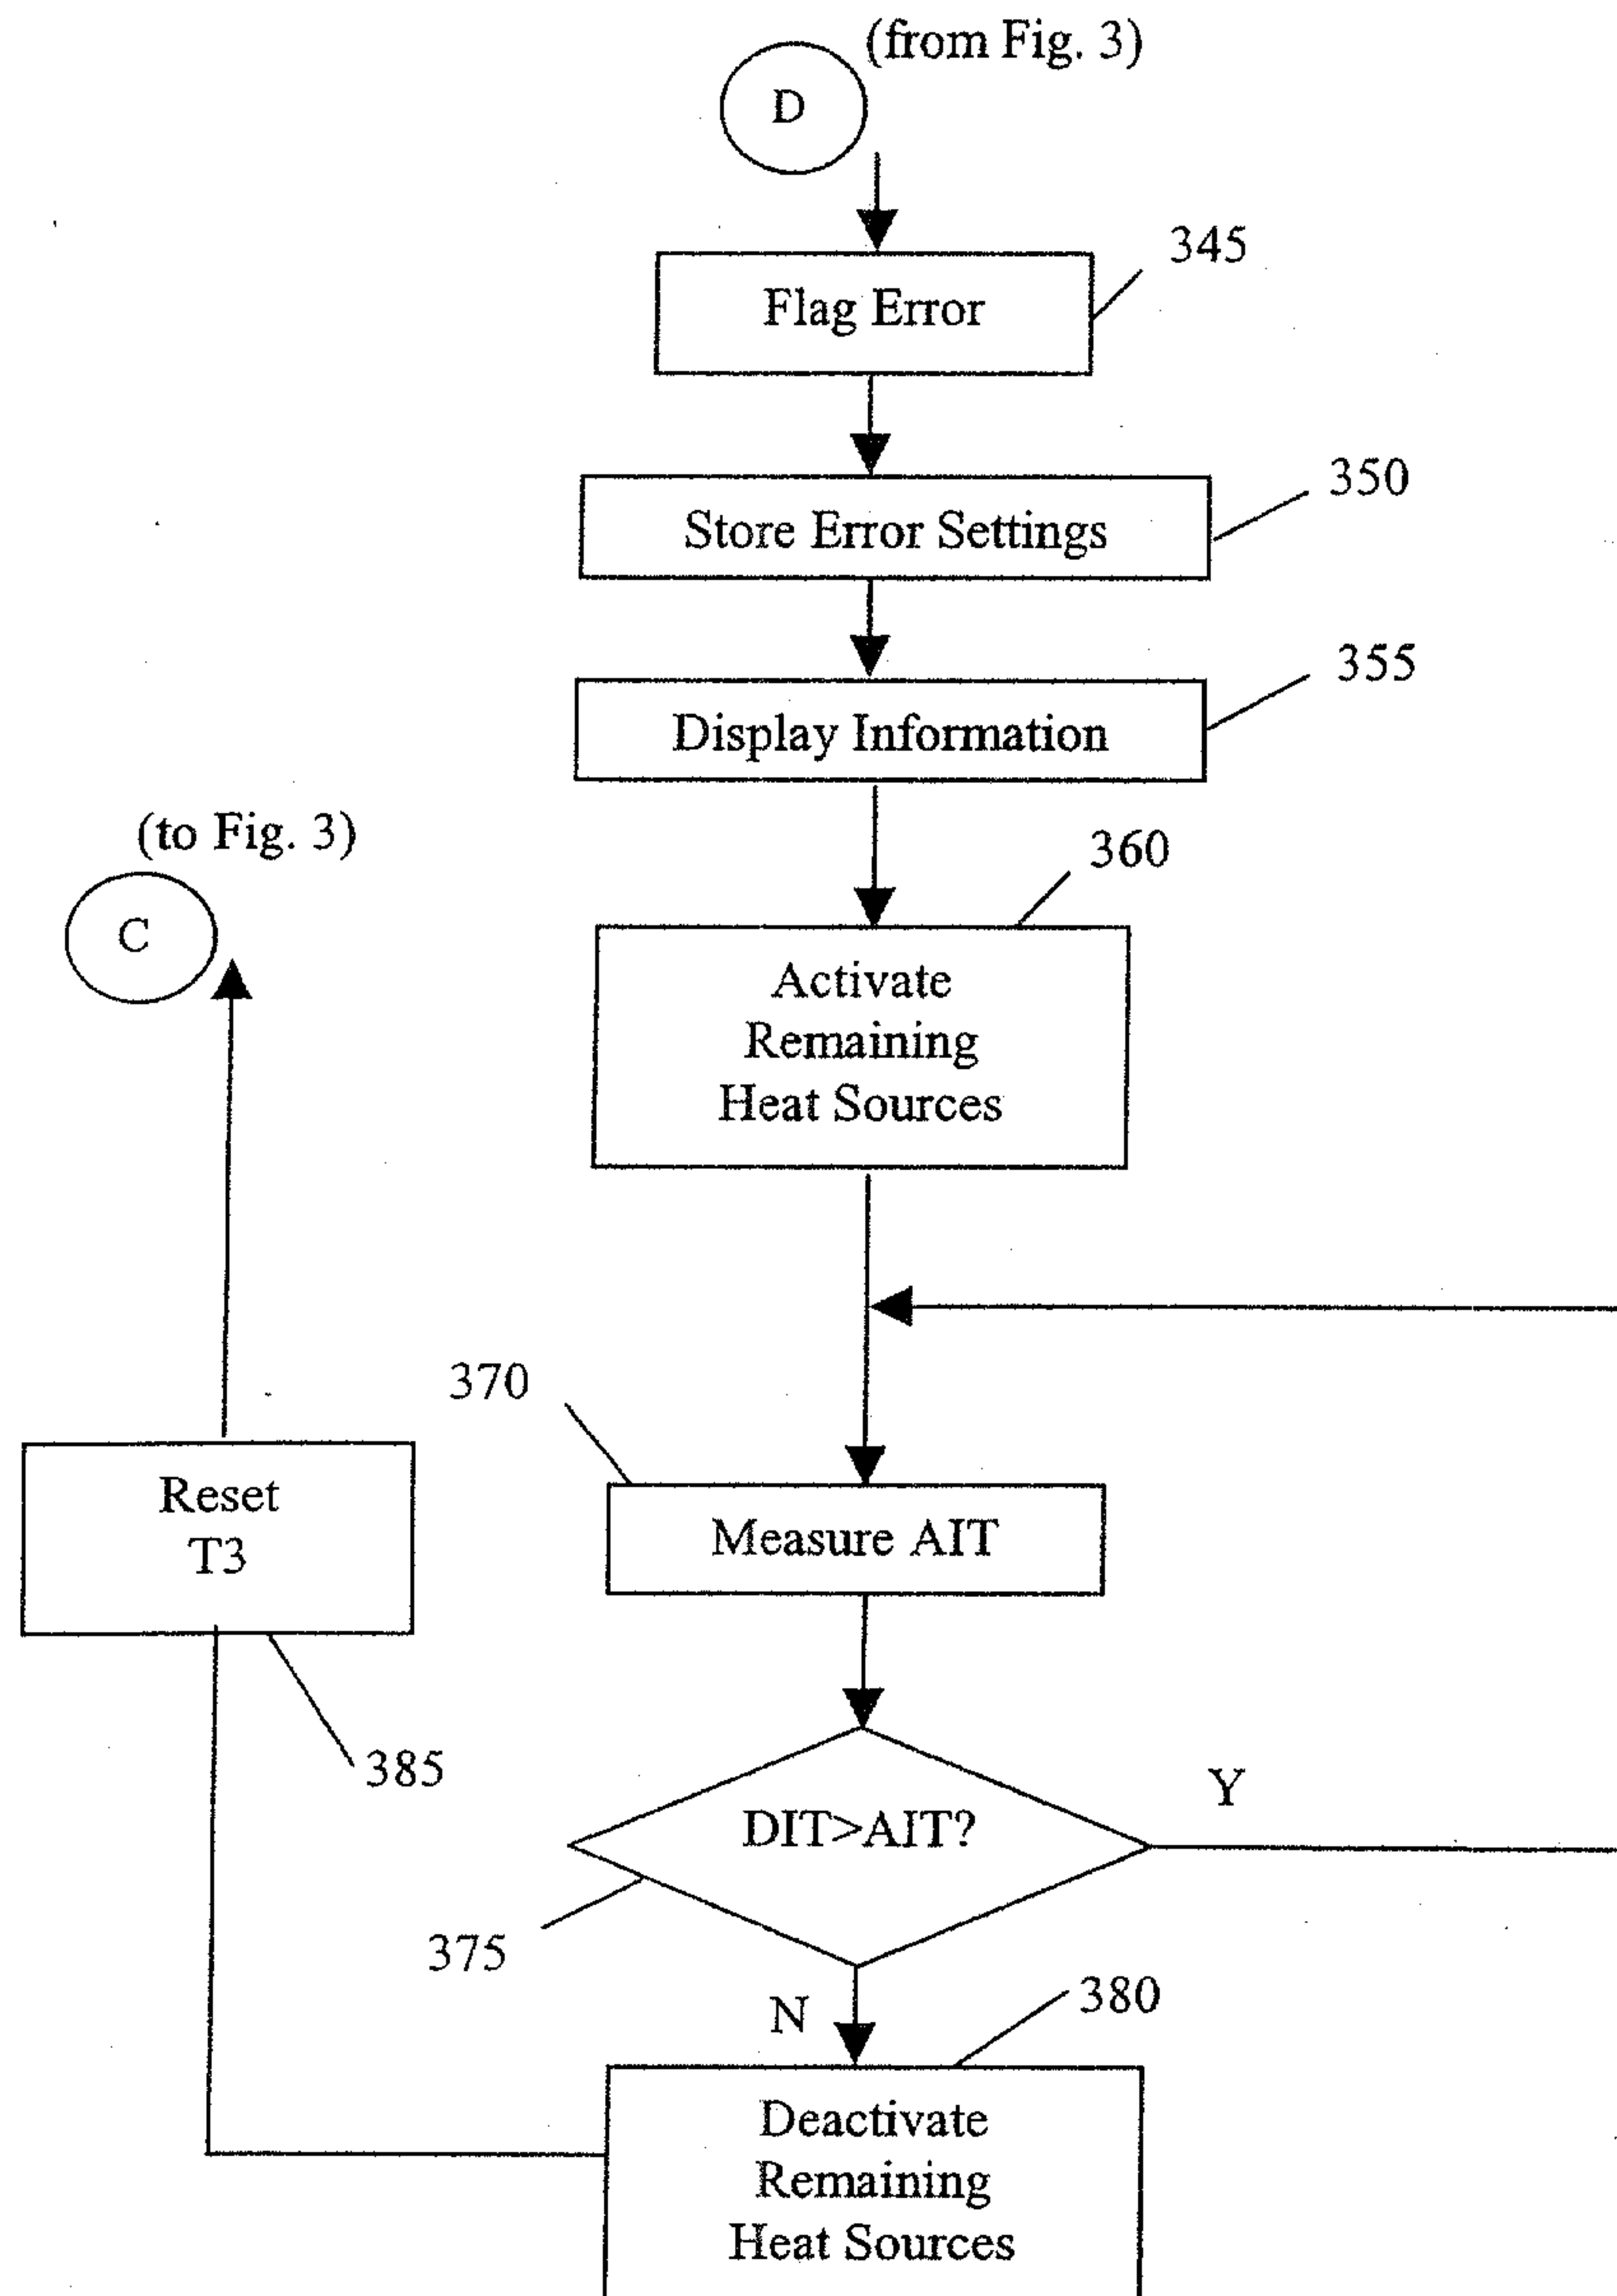 (from Fig. 3)
D
345
Flag Error
350
Store Error Settings
355
Display Information
(to Fig. 3)
360
C
Activate
Remaining
Heat Sources
370
Reset
T3
Measure AIT
385
Y
DIT>AIT?
375
N
380
Deactivate
Remaining
Heat Sources